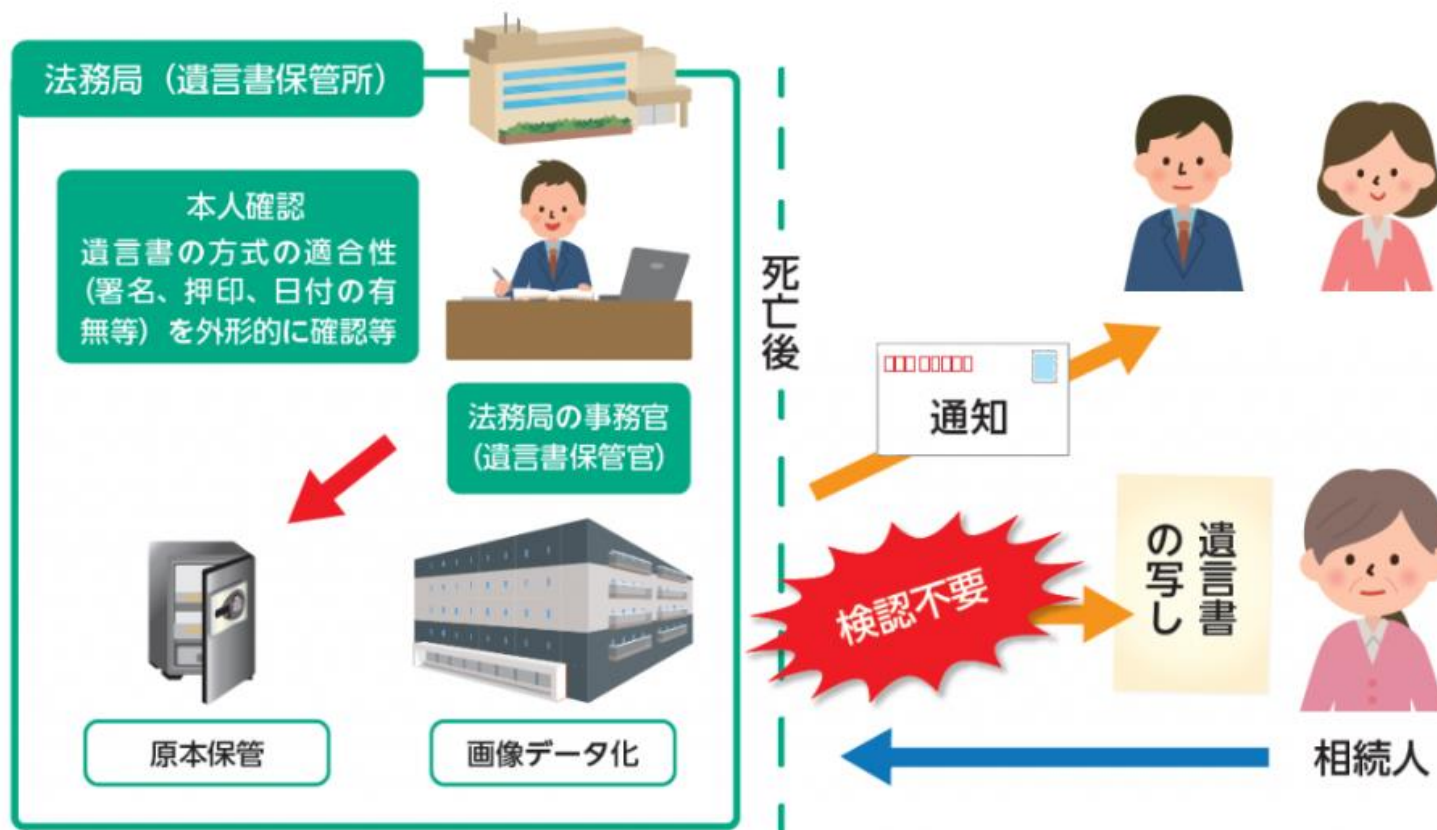 法務局（遺言書保管所）
本人確認
遺言書の方式の適合性
（署名、押印、日付の有
無等）を外形的に確認等
法務局の事務官
（遺言書保管官）
原本保管
画像データ化
死亡後
通知
検認不要
遺言書
の写し
相続人